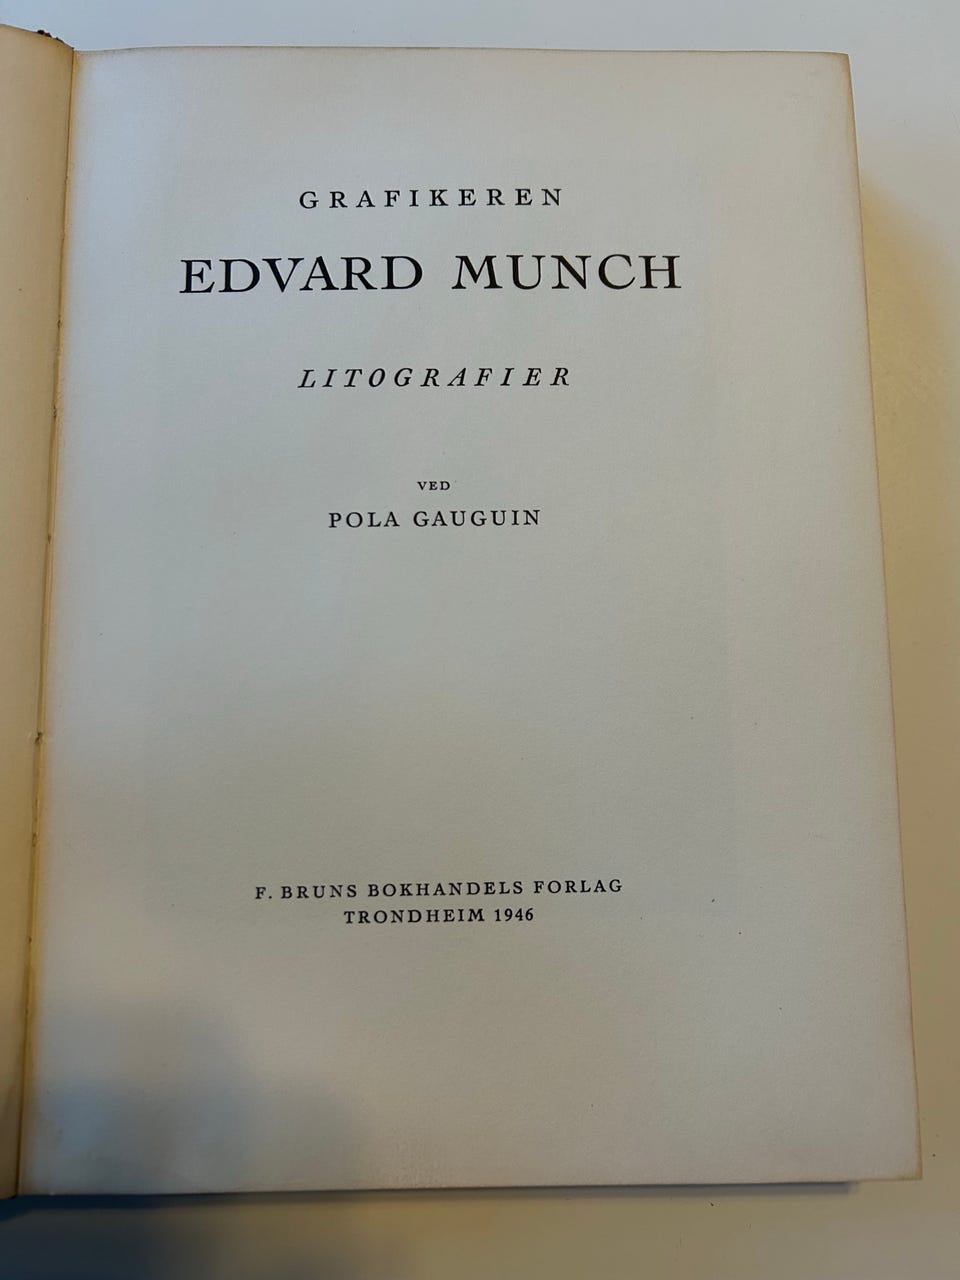 GRAFIKEREN
EDVARD MUNCH
LITOGRAFIER
VED
POLA GAUGUIN
F. BRUNS BOKHANDELS FORLAG
TRONDHEIM 1946